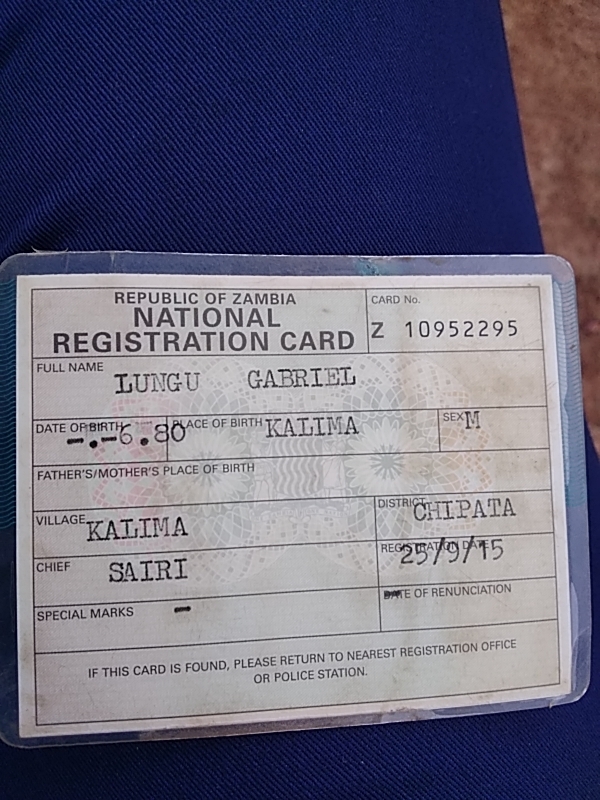 REPUBLIC OF ZAMBIA
NATIONAL
REGISTRATION CARD
CARD No.
Z 10952295
FULL NAME
LUNGU GABRIEL
DATE OF BIRTH -.-6.80
PLACE OF BIRTH KALIMA
SEX M
FATHER'S/MOTHER'S PLACE OF BIRTH
VILLAGE KALIMA
DISTRICT CHIPATA
CHIEF SAIRI
REGISTRATION DATE 25/9/15
SPECIAL MARKS -
DATE OF RENUNCIATION -
IF THIS CARD IS FOUND, PLEASE RETURN TO NEAREST REGISTRATION OFFICE
OR POLICE STATION.